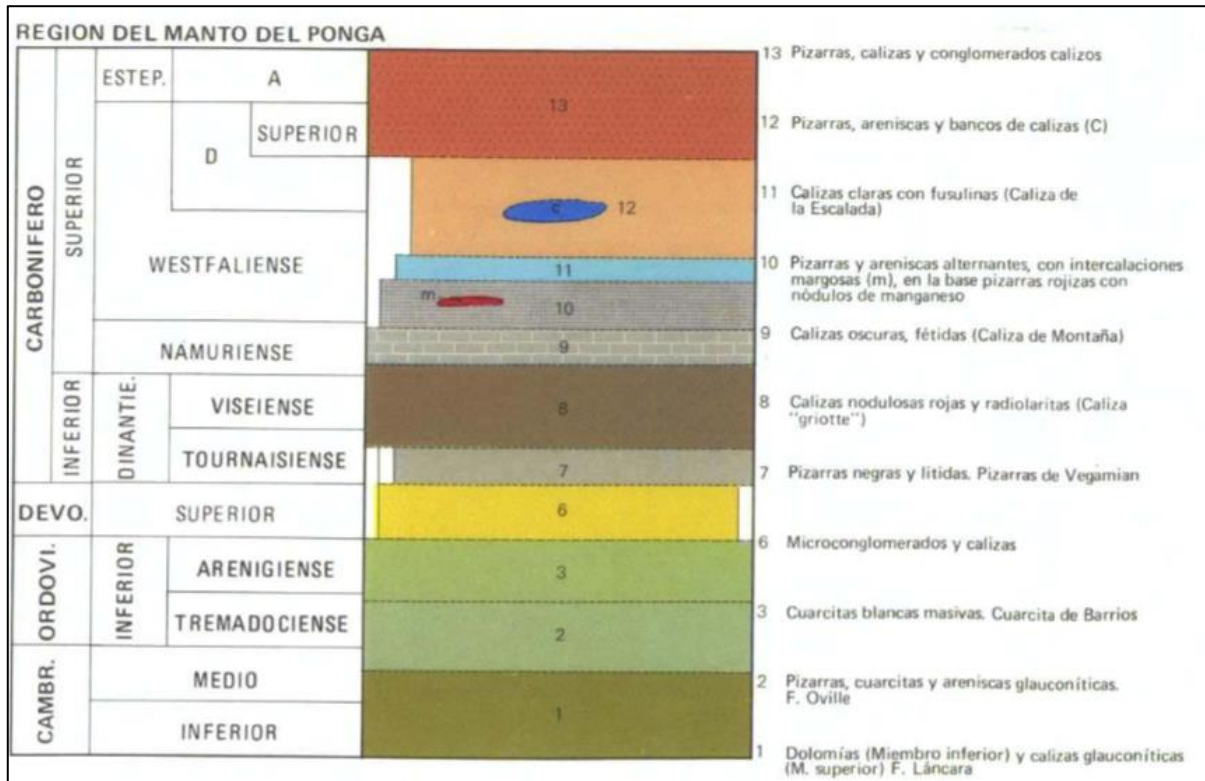 REGION DEL MANTO DEL PONGA
CARBONIFERO
SUPERIOR
ESTEP.
A
D
SUPERIOR
WESTFALIENSE
NAMURIENSE
INFERIOR
DINANTIE.
VISEIENSE
TOURNAISIENSE
DEVO.
SUPERIOR
ORDOVI.
INFERIOR
ARENIGIENSE
TREMADOCIENSE
CAMBR.
MEDIO
INFERIOR
13
c
12
11
m
10
9
8
7
6
3
2
1
13 Pizarras, calizas y conglomerados calizos
12 Pizarras, areniscas y bancos de calizas (C)
11 Calizas claras con fusulinas (Caliza de
la Escalada)
10 Pizarras y areniscas alternantes, con intercalaciones
margosas (m), en la base pizarras rojizas con
nódulos de manganeso
9 Calizas oscuras, fétidas (Caliza de Montaña)
8 Calizas nodulosas rojas y radiolaritas (Caliza
"griotte")
7 Pizarras negras y liditas. Pizarras de Vegamian
6 Microconglomerados y calizas
3 Cuarcitas blancas masivas. Cuarcita de Barrios
2 Pizarras, cuarcitas y areniscas glauconíticas.
F. Oville
1 Dolomías (Miembro inferior) y calizas glauconíticas
(M. superior) F. Láncara